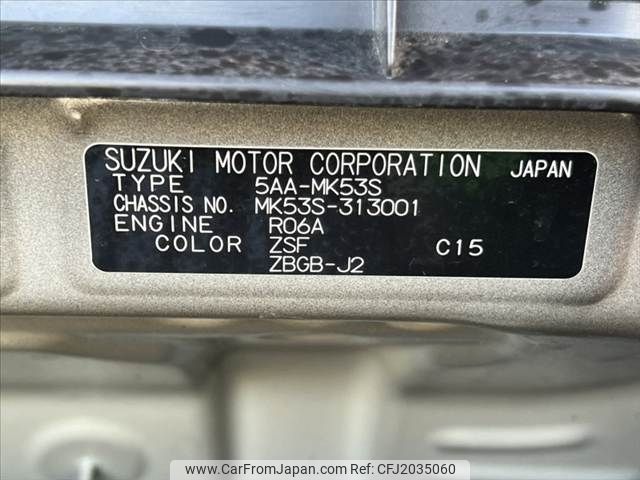 SUZUKI MOTOR CORPORATION JAPAN
TYPE 5AA-MK53S
CHASSIS NO. MK53S-313001
ENGINE R06A
COLOR ZSF C15
ZBGB-J2
www.CarFromJapan.com | CFJ2035060